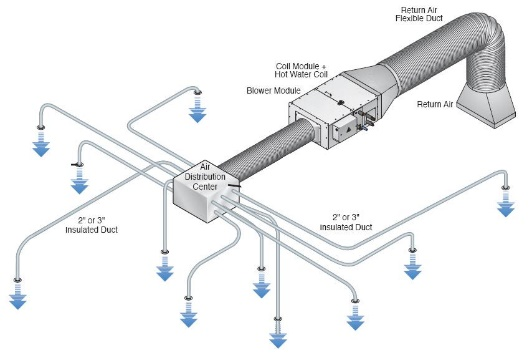 Return Air
Flexible Duct
Coil Module +
Hot Water Coil
Blower Module
Return Air
Air
Distribution
Center
2" or 3"
Insulated Duct
2" or 3"
Insulated Duct